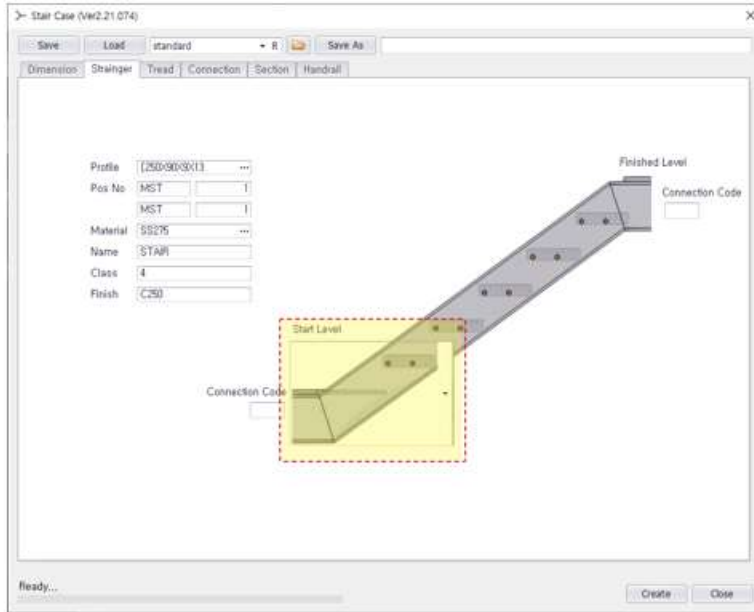 Stair Case (Ver2.21.074)
Save Load standard R Save As
Dimension Strainger Tread Connection Section Handrail
Profile [250X90X9X13 ...
Finished Level
Pos No MST 1
Connection Code
MST 1
Material SS275 ...
Name STAIR
Class 4
Finish C250
Start Level
Connection Code
Ready...
Create Close